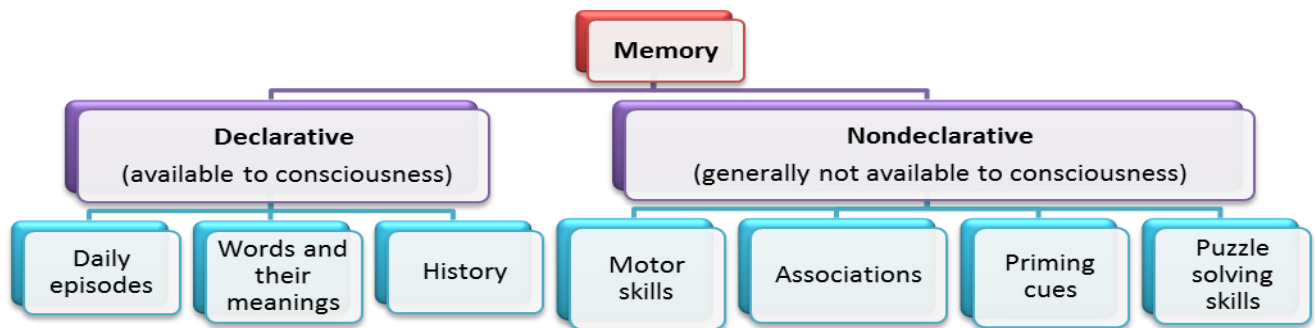 Memory
Declarative
(available to consciousness)
Nondeclarative
(generally not available to consciousness)
Daily
episodes
Words and
their
meanings
History
Motor
skills
Associations
Priming
cues
Puzzle
solving
skills